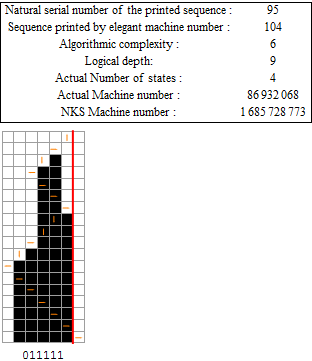 Natural serial number of the printed sequence : 95
Sequence printed by elegant machine number : 104
Algorithmic complexity : 6
Logical depth: 9
Actual Number of states : 4
Actual Machine number : 86 932 068
NKS Machine number : 1 685 728 773
011111